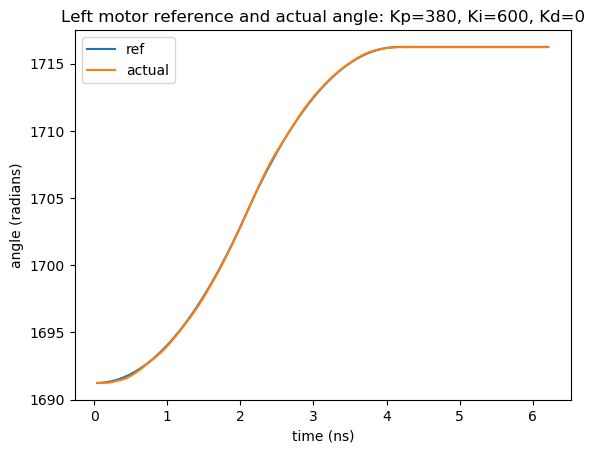 Left motor reference and actual angle: Kp=380, Ki=600, Kd=0
ref
actual
1715
1710
1705
1700
1695
1690
angle (radians)
0 1 2 3 4 5 6
time (ns)